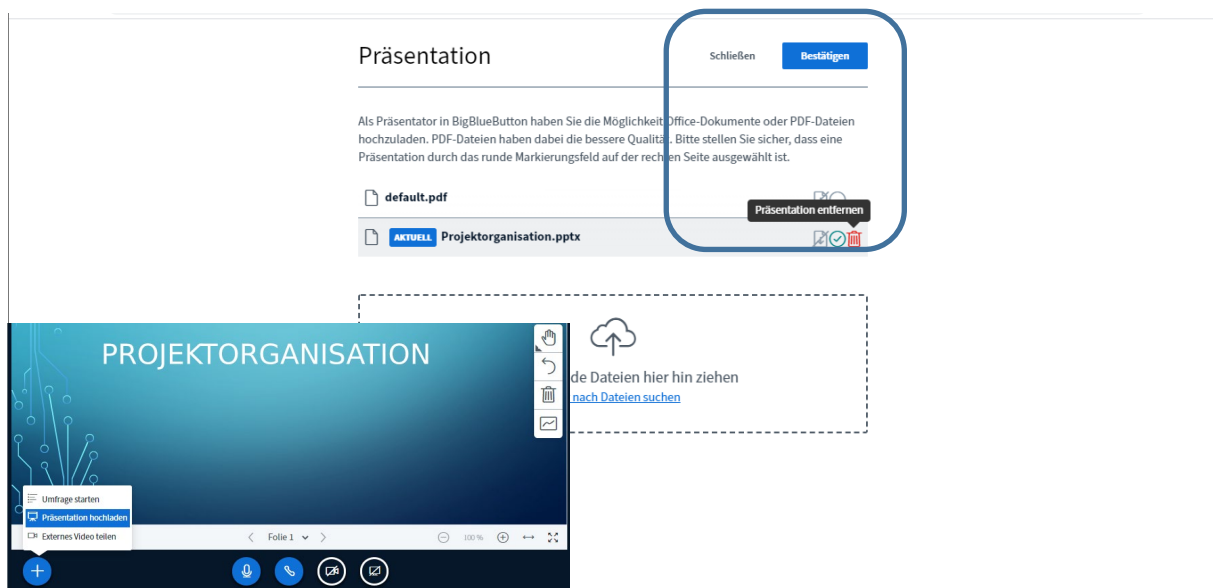 Präsentation
Schließen
Bestätigen
Als Präsentator in BigBlueButton haben Sie die Möglichkeit Office-Dokumente oder PDF-Dateien
hochzuladen. PDF-Dateien haben dabei die bessere Qualität. Bitte stellen Sie sicher, dass eine
Präsentation durch das runde Markierungsfeld auf der rechten Seite ausgewählt ist.
default.pdf
Präsentation entfernen
AKTUELL Projektorganisation.pptx
de Dateien hier hin ziehen
nach Dateien suchen
PROJEKTORGANISATION
Umfrage starten
Präsentation hochladen
Externes Video teilen
Folie 1
100 %